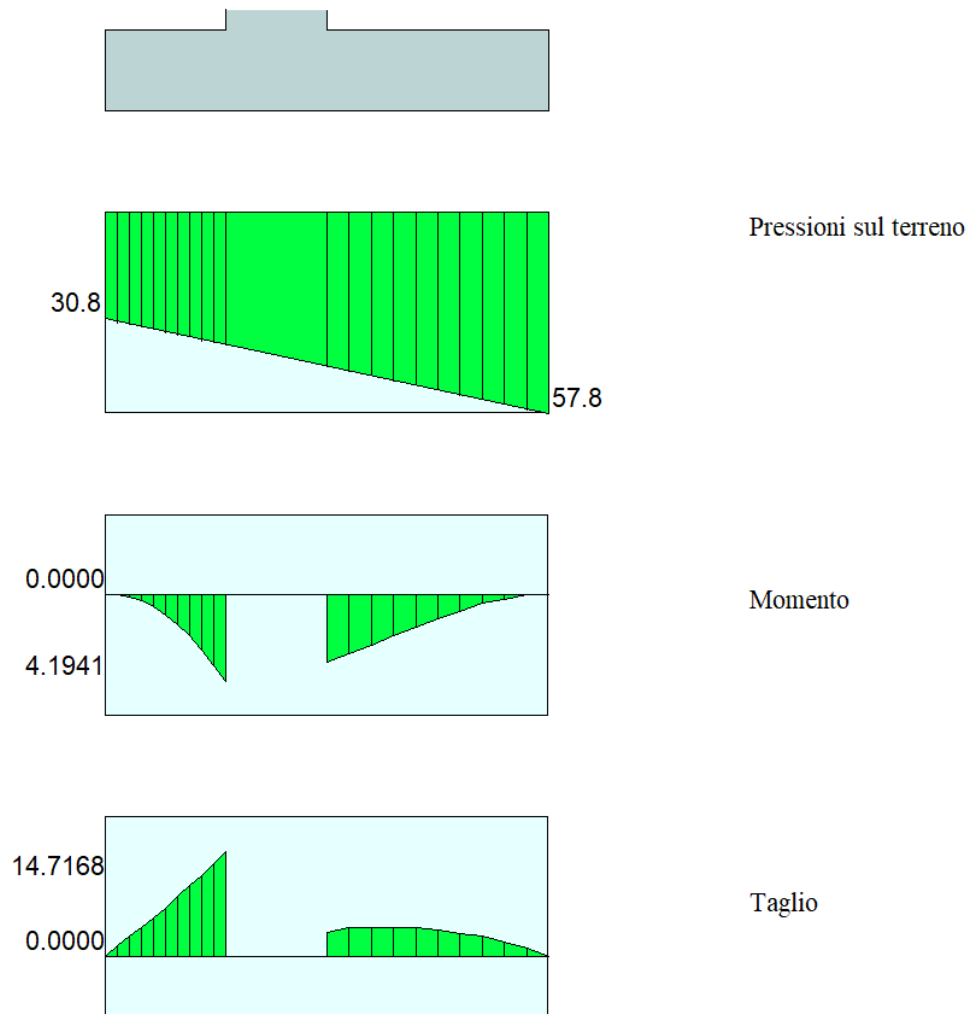 Pressioni sul terreno
30.8
57.8
0.0000
Momento
4.1941
14.7168
Taglio
0.0000